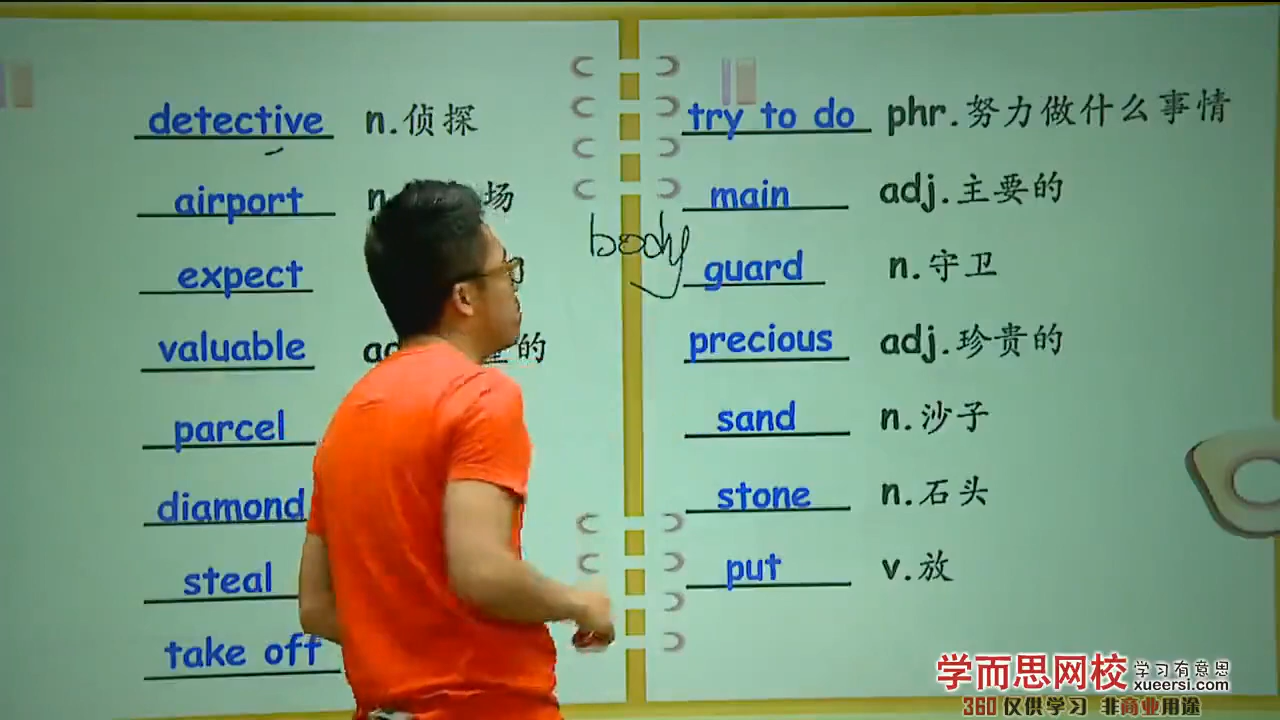 detective n.侦探
airport n. 场
expect
valuable 的
parcel
diamond
steal
take off
try to do phr.努力做什么事情
main adj.主要的
body
guard n.守卫
precious adj.珍贵的
sand n.沙子
stone n.石头
put v.放
学而思网校 学习有意思
xueersi.com
360 仅供学习 非商业用途